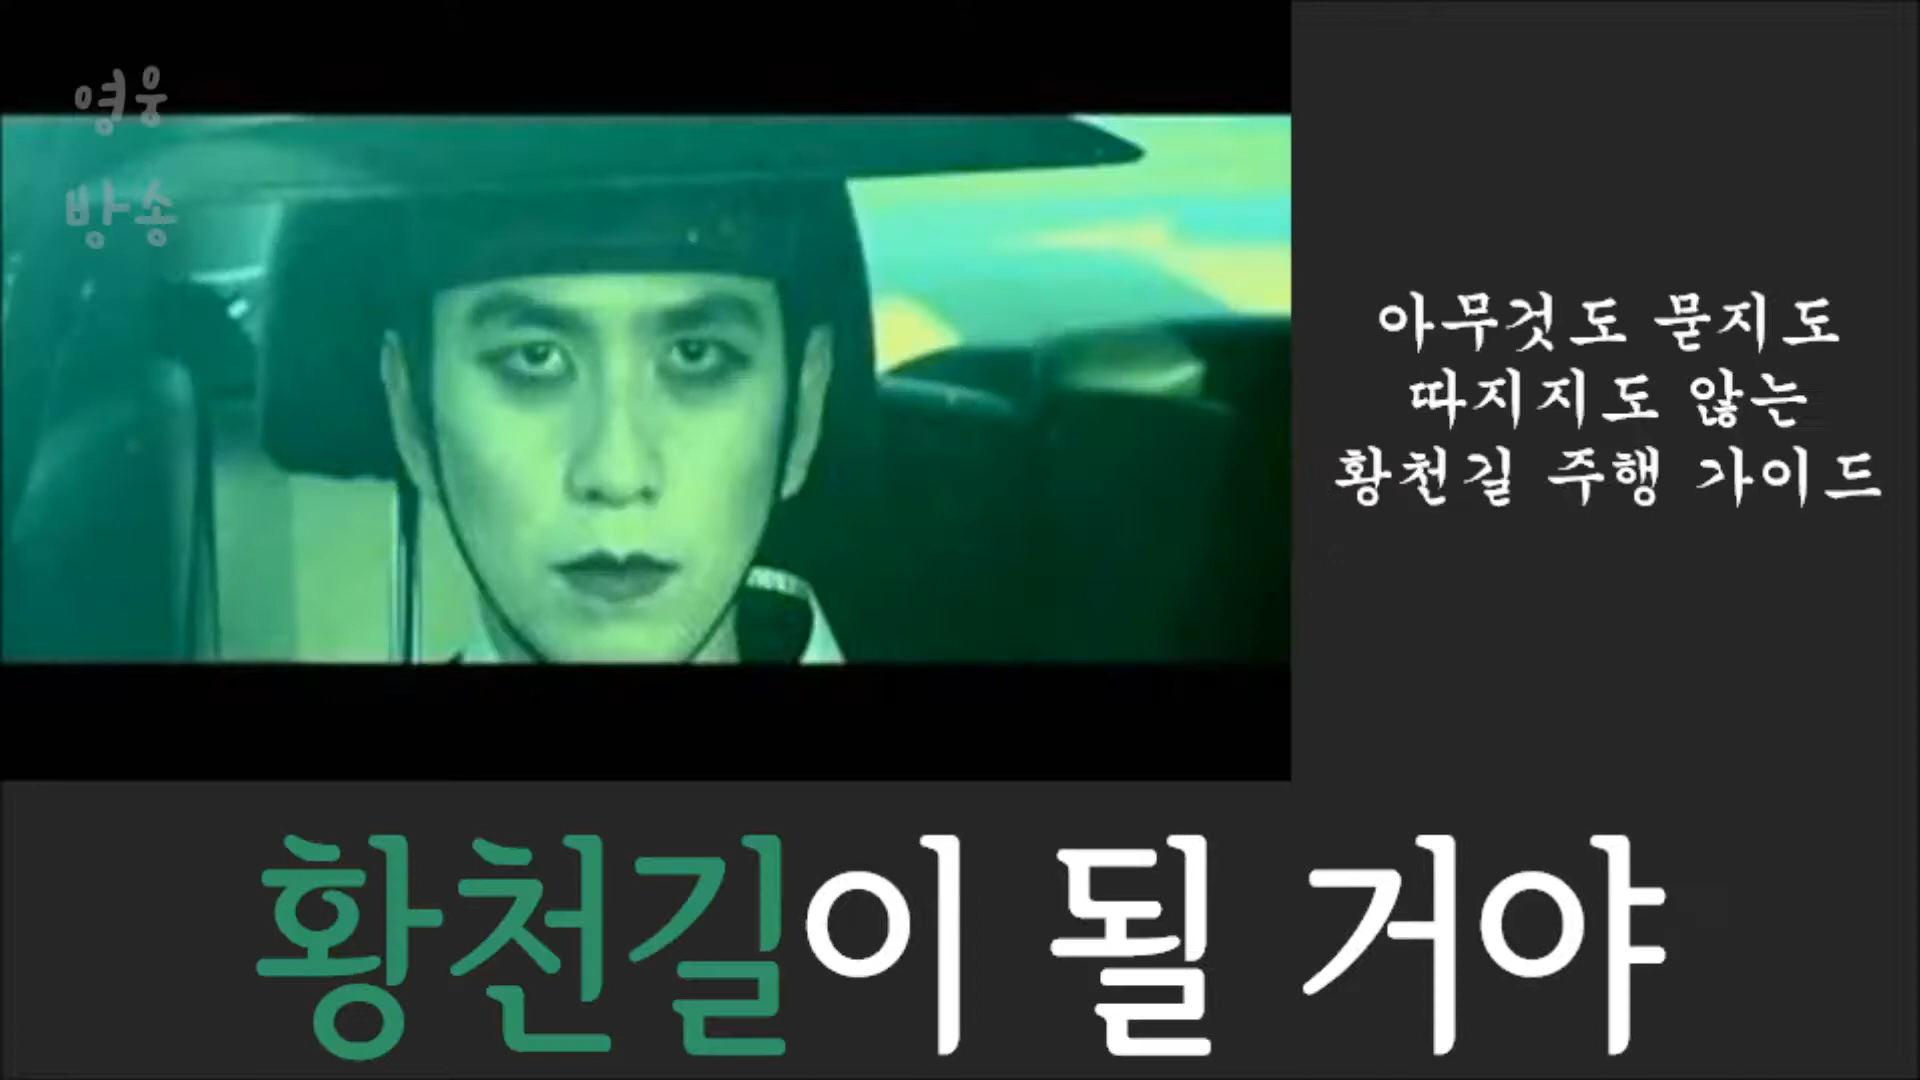 영웅
방송
아무것도 묻지도
따지지도 않는
황천길 주행 가이드
황천길이 될 거야